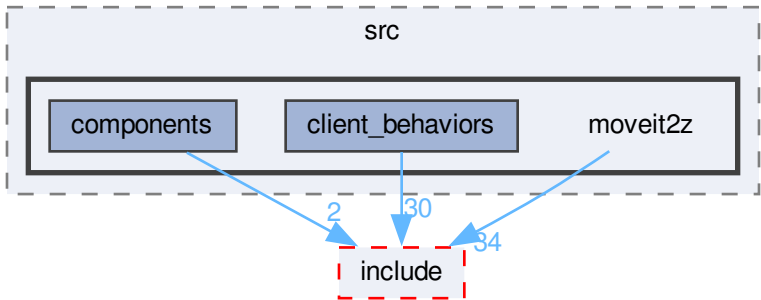 src
components
client_behaviors
moveit2z
2
30
34
include